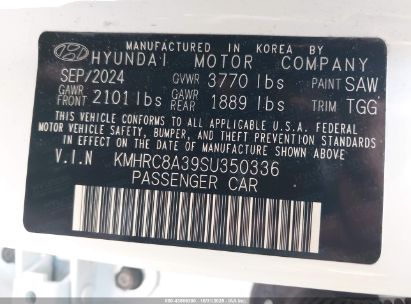 MANUFACTURED IN KOREA BY
HYUNDAI MOTOR COMPANY
SEP/2024 GVWR 3770 lbs PAINT SAW
GAWR FRONT 2101 lbs GAWR REAR 1889 lbs TRIM TGG
THIS VEHICLE CONFORMS TO ALL APPLICABLE U.S.A. FEDERAL
MOTOR VEHICLE SAFETY, BUMPER, AND THEFT PREVENTION STANDARDS
IN EFFECT ON THE DATE OF MANUFACTURE SHOWN ABOVE.
V.I.N KMHRC8A39SU350336
PASSENGER CAR